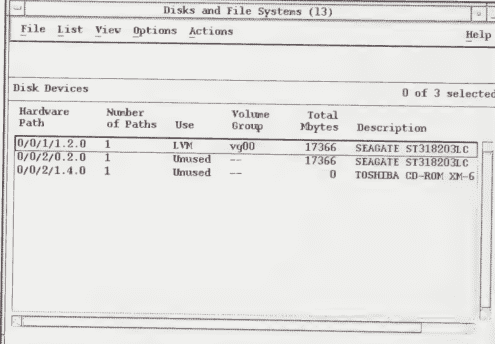 Disks and File Systems (13)
File List View Options Actions Help
Disk Devices 0 of 3 selected
Hardware Number Volume Total
Path of Paths Use Group Mbytes Description
0/0/1/1.2.0 1 LVM vg00 17366 SEAGATE ST318203LC
0/0/2/0.2.0 1 Unused -- 17366 SEAGATE ST318203LC
0/0/2/1.4.0 1 Unused -- 0 TOSHIBA CD-ROM XM-6